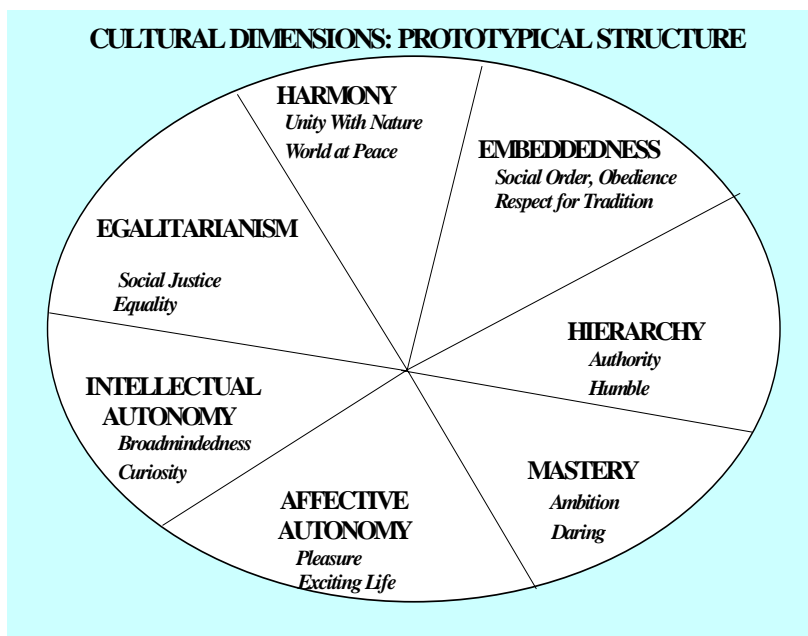 CULTURAL DIMENSIONS: PROTOTYPICAL STRUCTURE
HARMONY
Unity With Nature
World at Peace
EMBEDDEDNESS
Social Order, Obedience
Respect for Tradition
EGALITARIANISM
Social Justice
Equality
HIERARCHY
Authority
Humble
INTELLECTUAL
AUTONOMY
Broadmindedness
Curiosity
MASTERY
Ambition
Daring
AFFECTIVE
AUTONOMY
Pleasure
Exciting Life